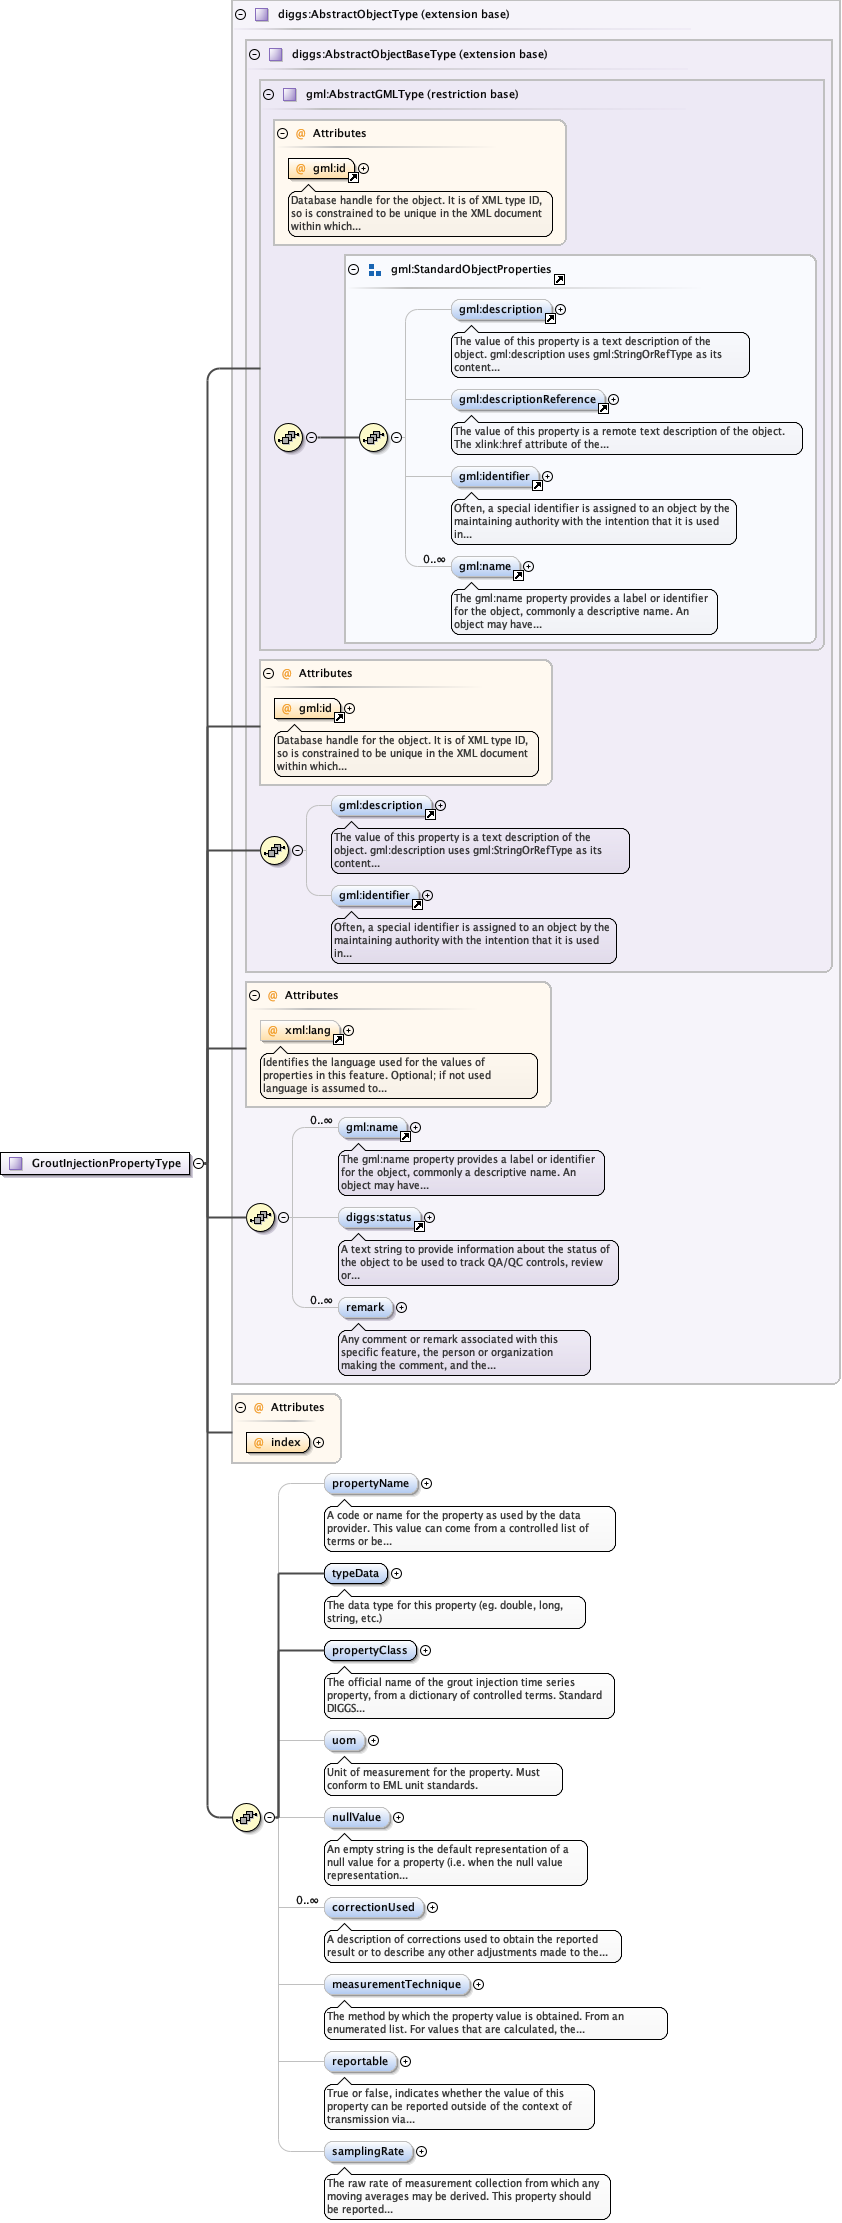 diggs:AbstractObjectType (extension base)
diggs:AbstractObjectBaseType (extension base)
gml:AbstractGMLType (restriction base)
@ Attributes
@ gml:id
Database handle for the object. It is of XML type ID,
so is constrained to be unique in the XML document
within which...
gml:StandardObjectProperties
gml:description
The value of this property is a text description of the
object. gml:description uses gml:StringOrRefType as its
content...
gml:descriptionReference
The value of this property is a remote text description of the object.
The xlink:href attribute of the...
gml:identifier
Often, a special identifier is assigned to an object by the
maintaining authority with the intention that it is used
in...
0..∞
gml:name
The gml:name property provides a label or identifier
for the object, commonly a descriptive name. An
object may have...
@ Attributes
@ gml:id
Database handle for the object. It is of XML type ID,
so is constrained to be unique in the XML document
within which...
gml:description
The value of this property is a text description of the
object. gml:description uses gml:StringOrRefType as its
content...
gml:identifier
Often, a special identifier is assigned to an object by the
maintaining authority with the intention that it is used
in...
@ Attributes
@ xml:lang
Identifies the language used for the values of
properties in this feature. Optional; if not used
language is assumed to...
0..∞
gml:name
The gml:name property provides a label or identifier
for the object, commonly a descriptive name. An
object may have...
GroutInjectionPropertyType
diggs:status
A text string to provide information about the status of
the object to be used to track QA/QC controls, review
or...
0..∞
remark
Any comment or remark associated with this
specific feature, the person or organization
making the comment, and the...
@ Attributes
@ index
propertyName
A code or name for the property as used by the data
provider. This value can come from a controlled list of
terms or be...
typeData
The data type for this property (eg. double, long,
string, etc.)
propertyClass
The official name of the grout injection time series
property, from a dictionary of controlled terms. Standard
DIGGS...
uom
Unit of measurement for the property. Must
conform to EML unit standards.
nullValue
An empty string is the default representation of a
null value for a property (i.e. when the null value
representation...
0..∞
correctionUsed
A description of corrections used to obtain the reported
result or to describe any other adjustments made to the...
measurementTechnique
The method by which the property value is obtained. From an
enumerated list. For values that are calculated, the...
reportable
True or false, indicates whether the value of this
property can be reported outside of the context of
transmission via...
samplingRate
The raw rate of measurement collection from which any
moving averages may be derived. This property should
be reported...